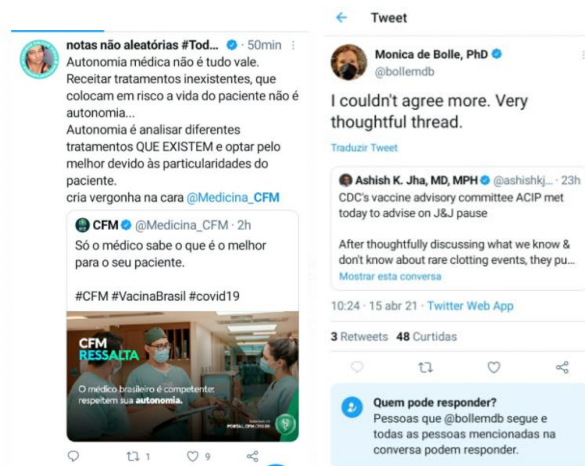 notas não aleatórias #Tod... · 50min
Autonomia médica não é tudo vale.
Receitar tratamentos inexistentes, que
colocam em risco a vida do paciente não é
autonomia...
Autonomia é analisar diferentes
tratamentos QUE EXISTEM e optar pelo
melhor devido às particularidades do
paciente.
cria vergonha na cara @Medicina_CFM
CFM @Medicina_CFM · 2h
Só o médico sabe o que é o melhor
para o seu paciente.
#CFM #VacinaBrasil #covid19
CFM
RESSALTA
O médico brasileiro é competente:
respeitem sua autonomia.
PORTAL.CFM.ORG.BR
1
9
Tweet
Monica de Bolle, PhD
@bollemdb
I couldn't agree more. Very
thoughtful thread.
Traduzir Tweet
Ashish K. Jha, MD, MPH @ashishkj... · 23h
CDC's vaccine advisory committee ACIP met
today to advise on J&J pause
After thoughtfully discussing what we know &
don't know about rare clotting events, they pu...
Mostrar esta conversa
10:24 · 15 abr 21 · Twitter Web App
3 Retweets 48 Curtidas
Quem pode responder?
Pessoas que @bollemdb segue e
todas as pessoas mencionadas na
conversa podem responder.